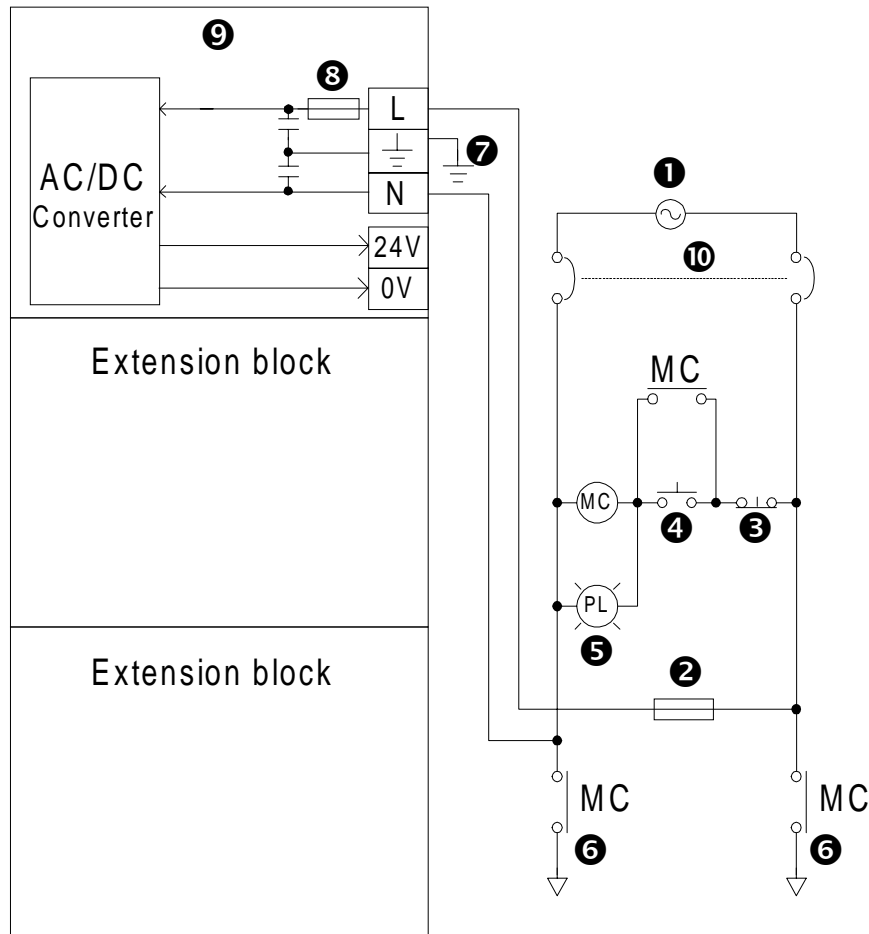 ❾
❽
L
❼
AC/DC
Converter
N
24V
0V
❶
❿
Extension block
MC
MC
❹
❸
PL
❺
Extension block
❷
MC
MC
❻
❻